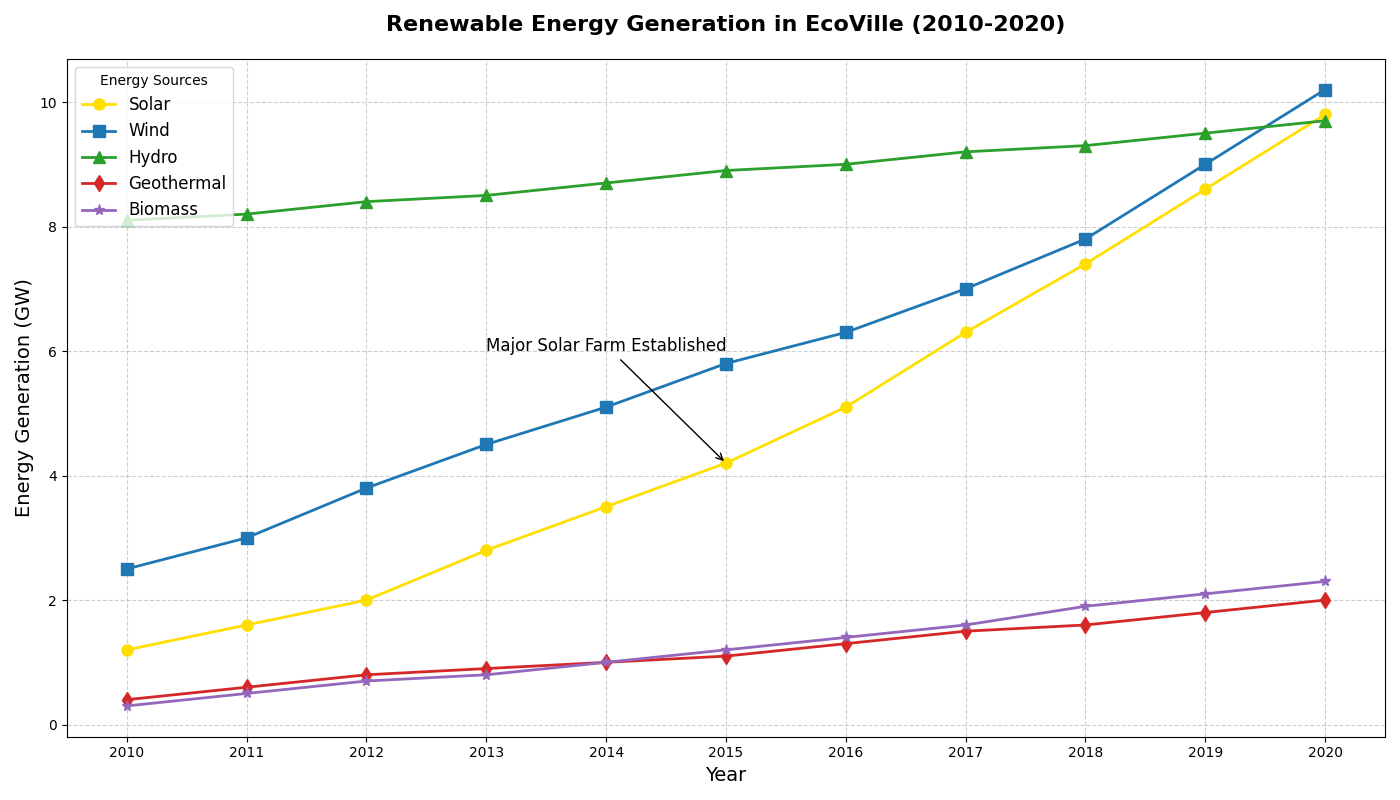 Renewable Energy Generation in EcoVille (2010-2020)
Energy Sources
Solar
Wind
Hydro
Geothermal
Biomass
Major Solar Farm Established
Energy Generation (GW)
10
8
6
4
2
0
2010 2011 2012 2013 2014 2015 2016 2017 2018 2019 2020
Year